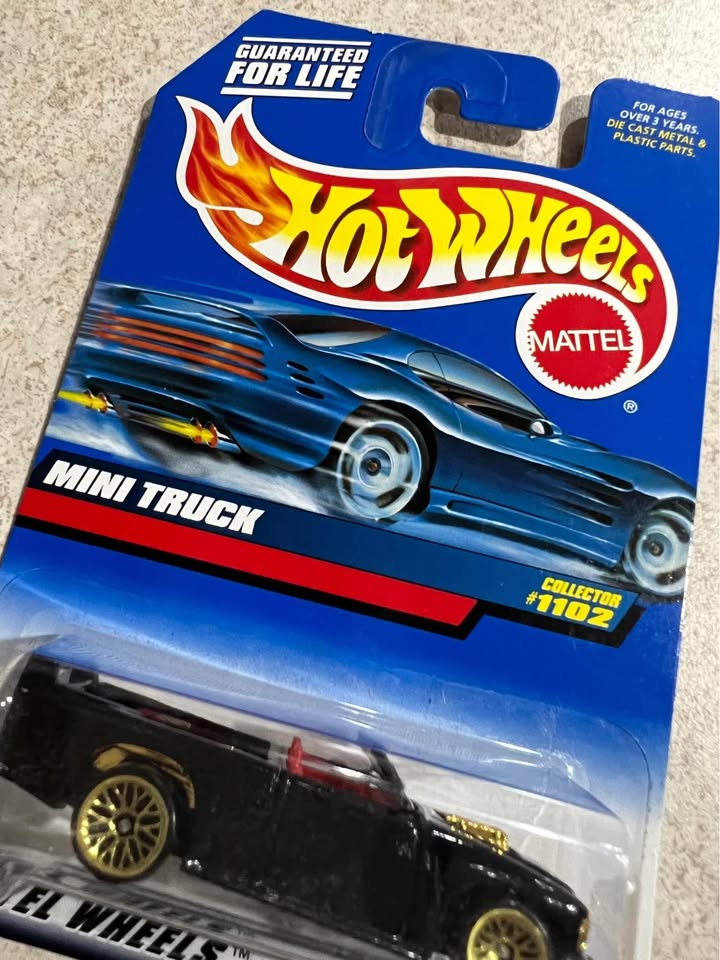 GUARANTEED
FOR LIFE
FOR AGES
OVER 3 YEARS.
DIE CAST METAL &
PLASTIC PARTS.
HOT WHEELS
MATTEL
®
MINI TRUCK
COLLECTOR
#1102
EL WHEELS™